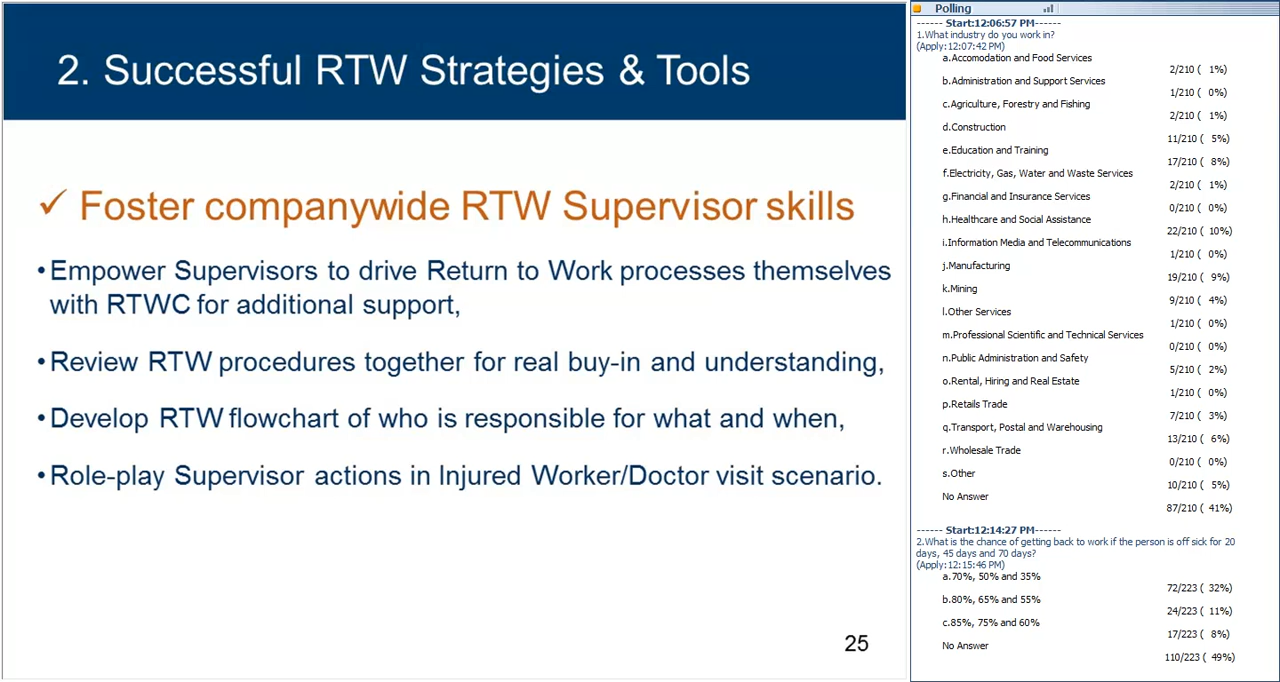 2. Successful RTW Strategies & Tools
✓ Foster companywide RTW Supervisor skills
•Empower Supervisors to drive Return to Work processes themselves
with RTWC for additional support,
•Review RTW procedures together for real buy-in and understanding,
•Develop RTW flowchart of who is responsible for what and when,
•Role-play Supervisor actions in Injured Worker/Doctor visit scenario.
25
Polling
------ Start:12:06:57 PM------
1.What industry do you work in?
(Apply:12:07:42 PM)
a.Accomodation and Food Services
2/210 ( 1%)
b.Administration and Support Services
1/210 ( 0%)
c.Agriculture, Forestry and Fishing
2/210 ( 1%)
d.Construction
11/210 ( 5%)
e.Education and Training
17/210 ( 8%)
f.Electricity, Gas, Water and Waste Services
2/210 ( 1%)
g.Financial and Insurance Services
0/210 ( 0%)
h.Healthcare and Social Assistance
22/210 ( 10%)
i.Information Media and Telecommunications
1/210 ( 0%)
j.Manufacturing
19/210 ( 9%)
k.Mining
9/210 ( 4%)
l.Other Services
1/210 ( 0%)
m.Professional Scientific and Technical Services
0/210 ( 0%)
n.Public Administration and Safety
5/210 ( 2%)
o.Rental, Hiring and Real Estate
1/210 ( 0%)
p.Retails Trade
7/210 ( 3%)
q.Transport, Postal and Warehousing
13/210 ( 6%)
r.Wholesale Trade
0/210 ( 0%)
s.Other
10/210 ( 5%)
No Answer
87/210 ( 41%)
------ Start:12:14:27 PM------
2.What is the chance of getting back to work if the person is off sick for 20
days, 45 days and 70 days?
(Apply:12:15:46 PM)
a.70%, 50% and 35%
72/223 ( 32%)
b.80%, 65% and 55%
24/223 ( 11%)
c.85%, 75% and 60%
17/223 ( 8%)
No Answer
110/223 ( 49%)